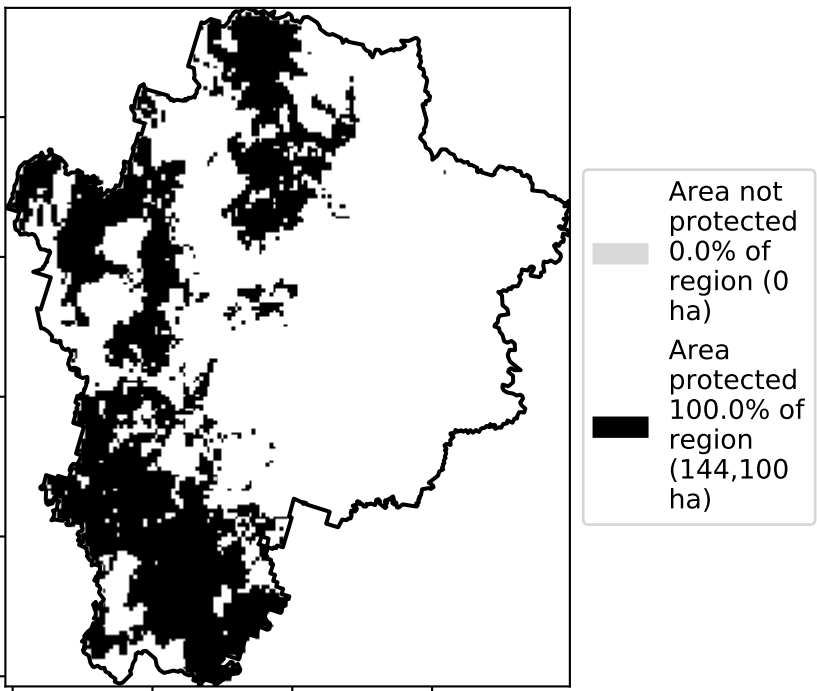 Area not
protected
0.0% of
region (0
ha)
Area
protected
100.0% of
region
(144,100
ha)